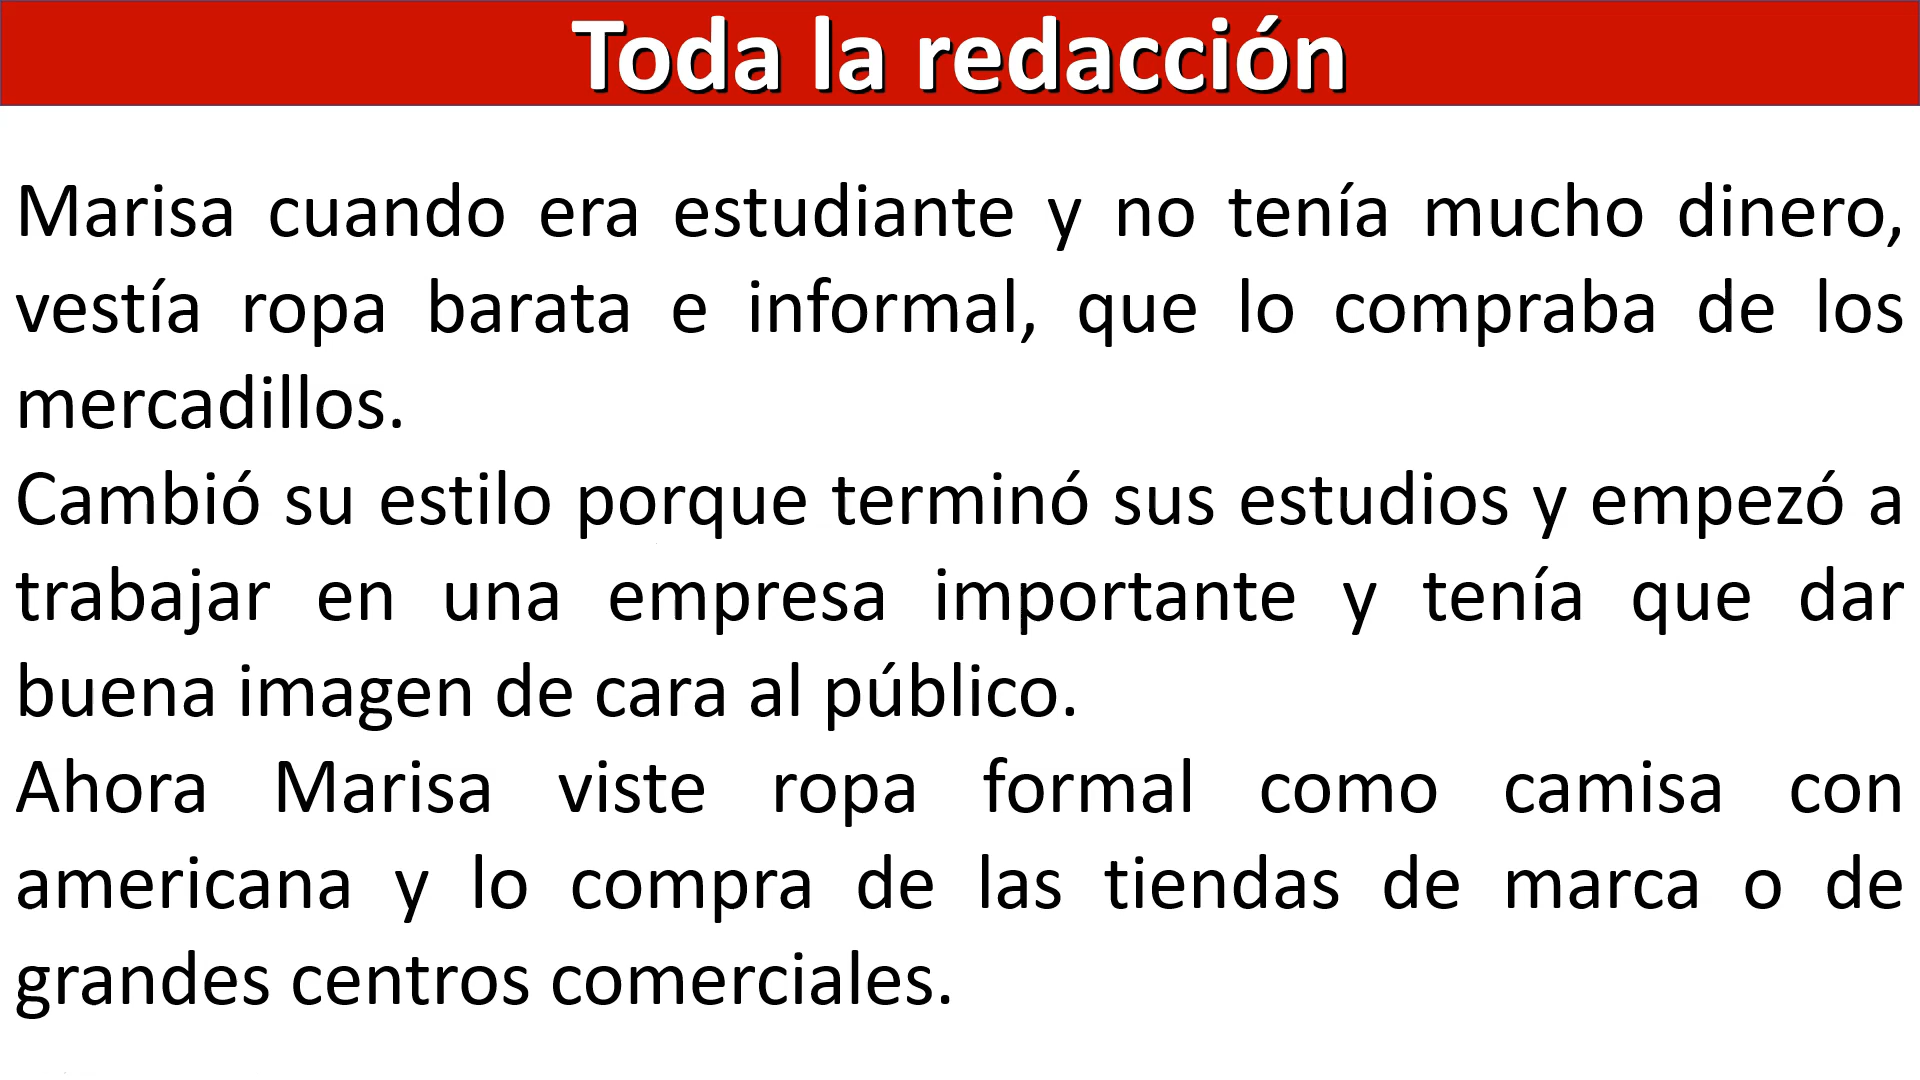 Toda la redacción
Marisa cuando era estudiante y no tenía mucho dinero,
vestía ropa barata e informal, que lo compraba de los
mercadillos.
Cambió su estilo porque terminó sus estudios y empezó a
trabajar en una empresa importante y tenía que dar
buena imagen de cara al público.
Ahora Marisa viste ropa formal como camisa con
americana y lo compra de las tiendas de marca o de
grandes centros comerciales.